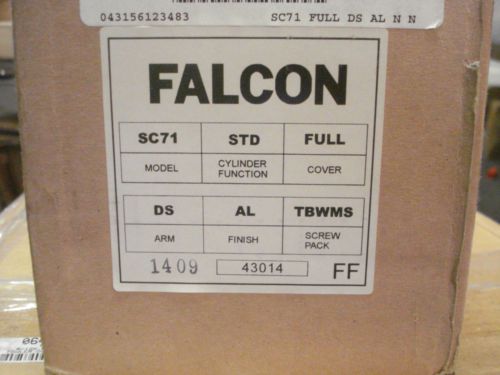 043156123483 SC71 FULL DS AL N N
FALCON
SC71 STD FULL
MODEL CYLINDER FUNCTION COVER
DS AL TBWMS
ARM FINISH SCREW PACK
1409 43014 FF